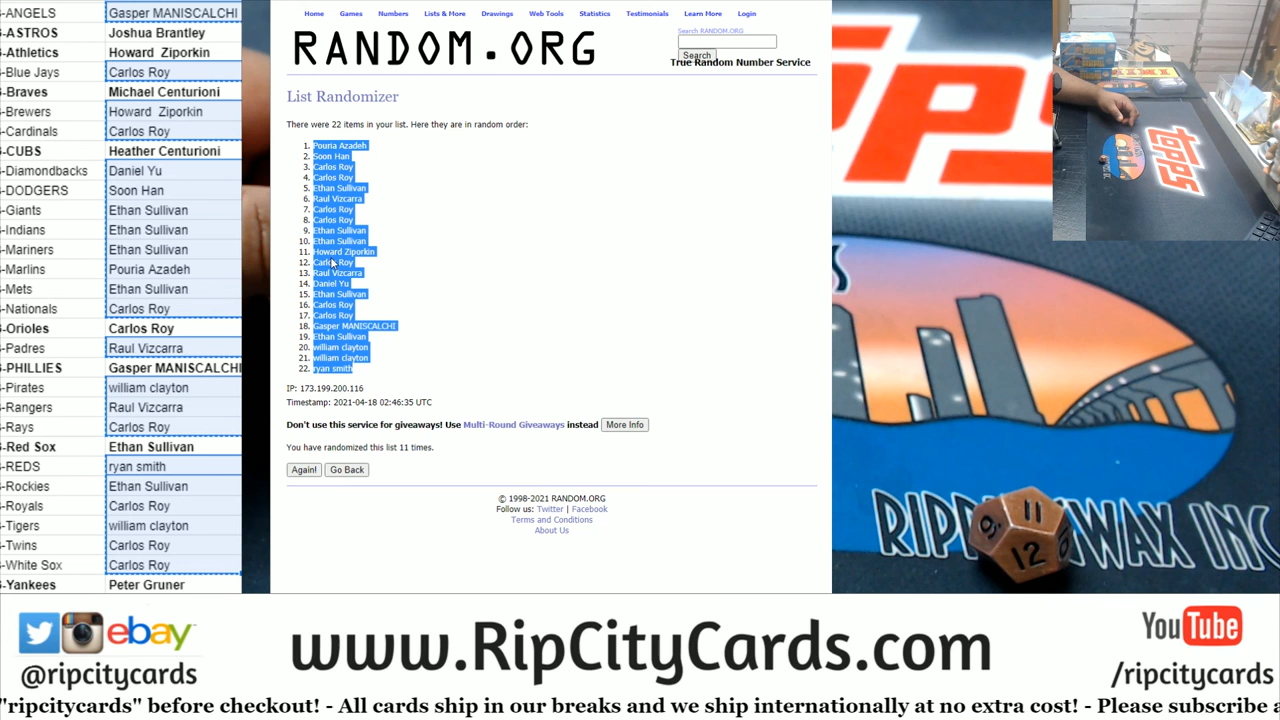 -ANGELS Gasper MANISCALCHI
-ASTROS Joshua Brantley
-Athletics Howard Ziporkin
-Blue Jays Carlos Roy
-Braves Michael Centurioni
-Brewers Howard Ziporkin
-Cardinals Carlos Roy
-CUBS Heather Centurioni
-Diamondbacks Daniel Yu
-DODGERS Soon Han
-Giants Ethan Sullivan
-Indians Ethan Sullivan
-Mariners Ethan Sullivan
-Marlins Pouria Azadeh
-Mets Ethan Sullivan
-Nationals Carlos Roy
-Orioles Carlos Roy
-Padres Raul Vizcarra
-PHILLIES Gasper MANISCALCHI
-Pirates william clayton
-Rangers Raul Vizcarra
-Rays Carlos Roy
-Red Sox Ethan Sullivan
-REDS ryan smith
-Rockies Ethan Sullivan
-Royals Carlos Roy
-Tigers william clayton
-Twins Carlos Roy
-White Sox Carlos Roy
-Yankees Peter Gruner
Home Games Numbers Lists & More Drawings Web Tools Statistics Testimonials Learn More Login
RANDOM.ORG
Search RANDOM.ORG
Search
True Random Number Service
List Randomizer
There were 22 items in your list. Here they are in random order:
1. Pouria Azadeh
2. Soon Han
3. Carlos Roy
4. Carlos Roy
5. Ethan Sullivan
6. Raul Vizcarra
7. Carlos Roy
8. Carlos Roy
9. Ethan Sullivan
10. Ethan Sullivan
11. Howard Ziporkin
12. Carlos Roy
13. Raul Vizcarra
14. Daniel Yu
15. Ethan Sullivan
16. Carlos Roy
17. Carlos Roy
18. Gasper MANISCALCHI
19. Ethan Sullivan
20. william clayton
21. william clayton
22. ryan smith
IP: 173.199.200.116
Timestamp: 2021-04-18 02:46:35 UTC
Don't use this service for giveaways! Use Multi-Round Giveaways instead More Info
You have randomized this list 11 times.
Again! Go Back
© 1998-2021 RANDOM.ORG
Follow us: Twitter | Facebook
Terms and Conditions
About Us
Topps
9 11 12
WAX INC
ebay
@ripcitycards
www.RipCityCards.com
YouTube
/ripcitycards
"ripcitycards" before checkout! - All cards ship in our breaks and we ship internationally at no extra cost! - Please subscribe a